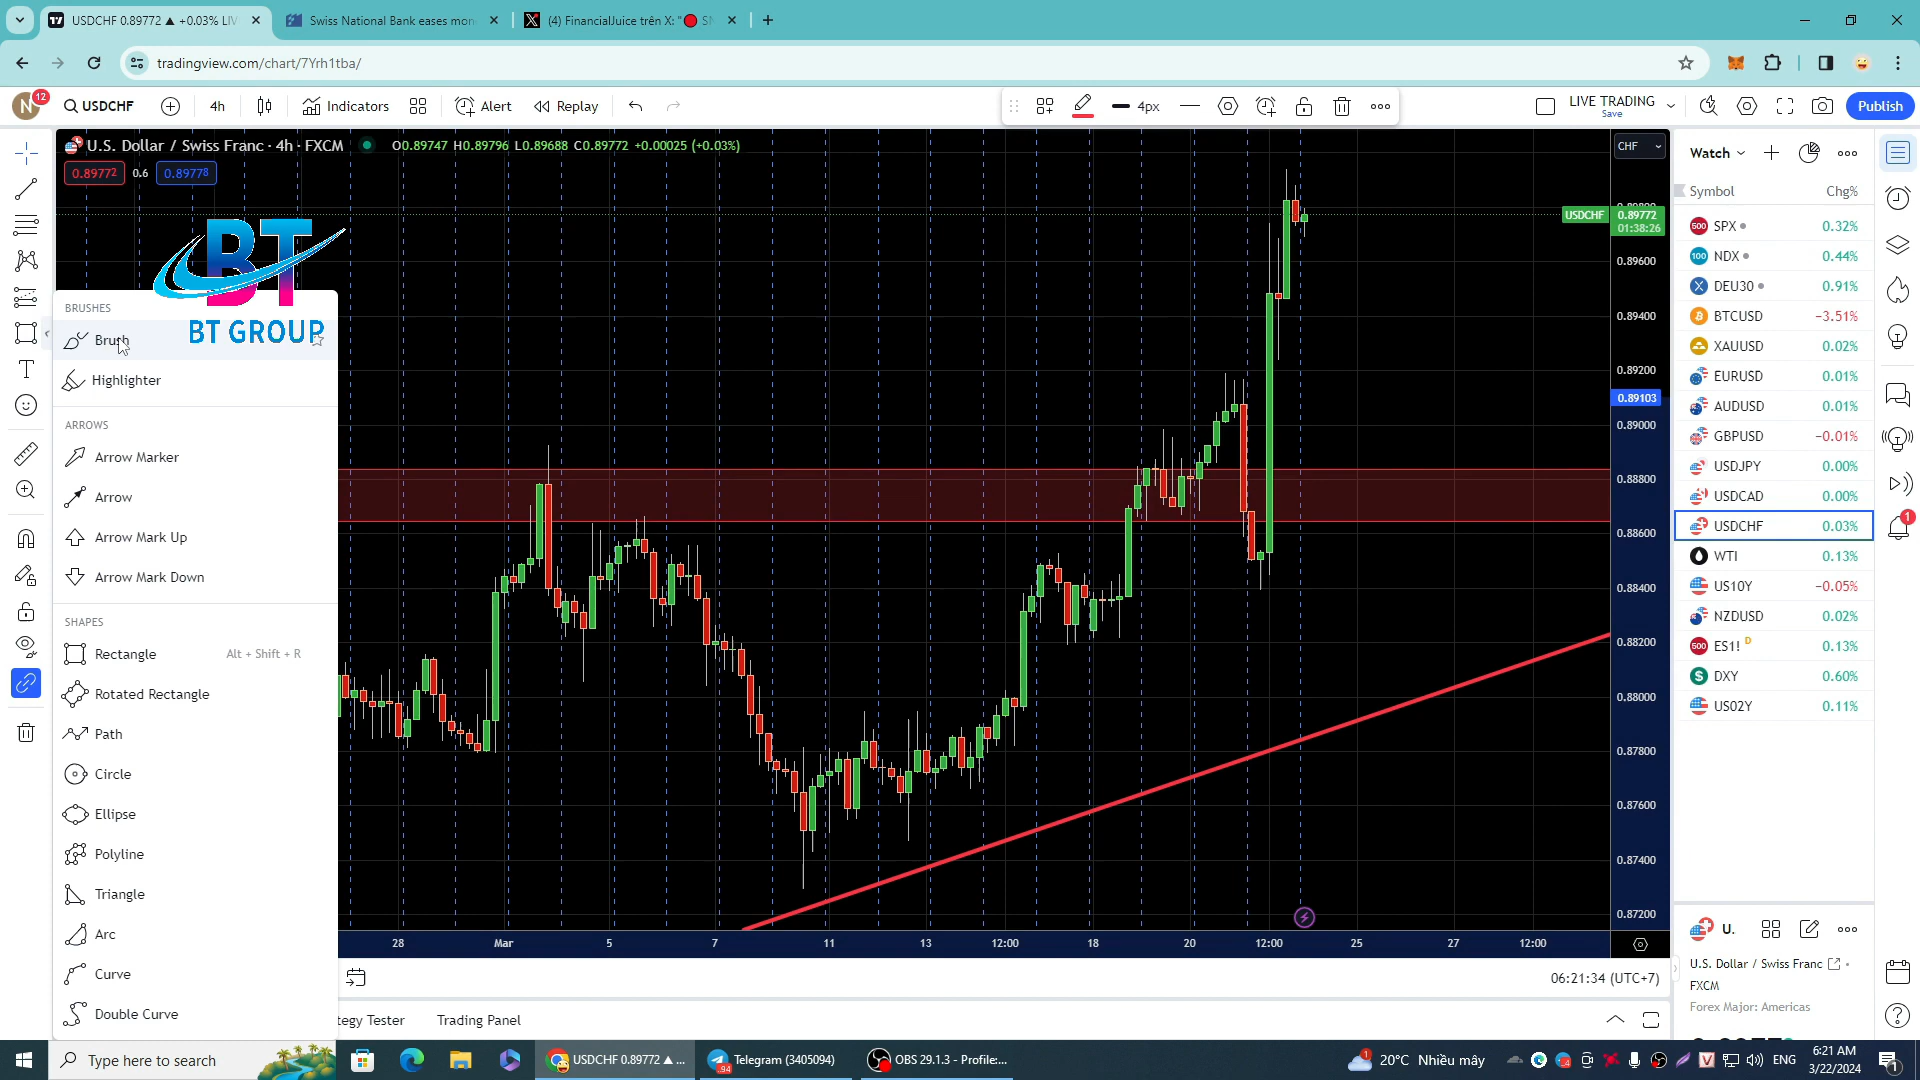 USDCHF 0.89772 ▲ +0.03% LIV
Swiss National Bank eases mon
(4) FinancialJuice trên X: "🔴 S
tradingview.com/chart/7Yrh1tba/
N
12
USDCHF
4h
Indicators
Alert
Replay
4px
LIVE TRADING
Save
Publish
U.S. Dollar / Swiss Franc · 4h · FXCM
O0.89747 H0.89796 L0.89688 C0.89772 +0.00025 (+0.03%)
0.89772
0.6
0.89778
CHF
BT
BT GROUP
BRUSHES
Brush
Highlighter
ARROWS
Arrow Marker
Arrow
Arrow Mark Up
Arrow Mark Down
SHAPES
Rectangle
Alt + Shift + R
Rotated Rectangle
Path
Circle
Ellipse
Polyline
Triangle
Arc
Curve
Double Curve
USDCHF
0.89772
01:38:26
0.89600
0.89400
0.89200
0.89103
0.89000
0.88800
0.88600
0.88400
0.88200
0.88000
0.87800
0.87600
0.87400
0.87200
28
Mar
5
7
11
13
12:00
18
20
12:00
25
27
12:00
06:21:34 (UTC+7)
tegy Tester
Trading Panel
Watch
Symbol
Chg%
SPX
0.32%
NDX
0.44%
DEU30
0.91%
BTCUSD
−3.51%
XAUUSD
0.02%
EURUSD
0.01%
AUDUSD
0.01%
GBPUSD
−0.01%
USDJPY
0.00%
USDCAD
0.00%
USDCHF
0.03%
WTI
0.13%
US10Y
−0.05%
NZDUSD
0.02%
ES1! D
0.13%
DXY
0.60%
US02Y
0.11%
1
U.
U.S. Dollar / Swiss Franc
FXCM
Forex Major: Americas
Type here to search
USDCHF 0.89772 ▲ ...
Telegram (3405094)
OBS 29.1.3 - Profile:...
20°C Nhiều mây
ENG
6:21 AM
3/22/2024